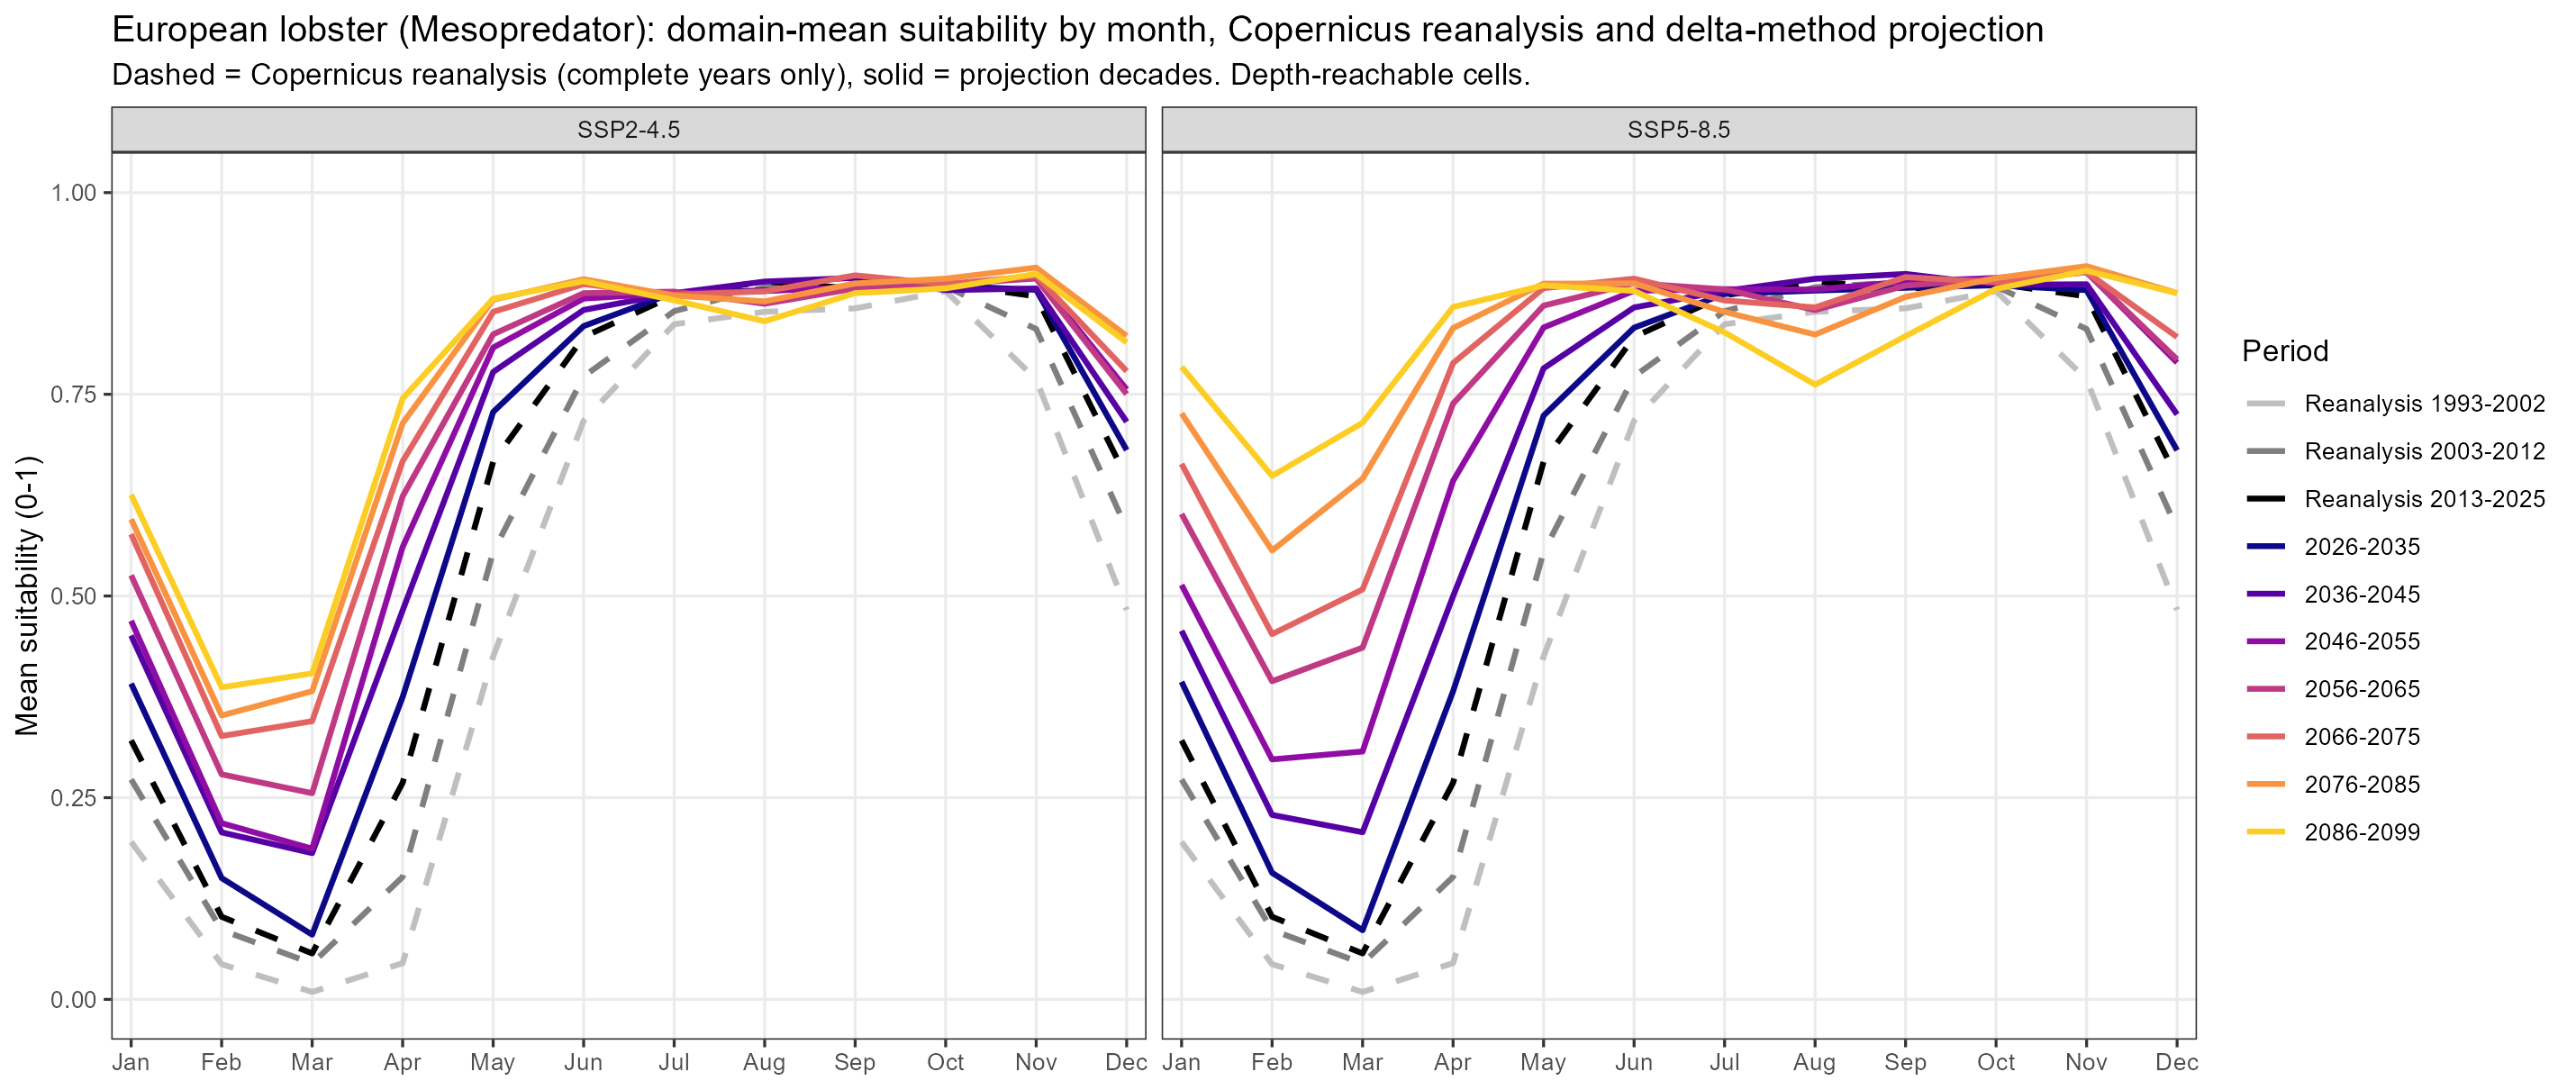 European lobster (Mesopredator): domain-mean suitability by month, Copernicus reanalysis and delta-method projection
Dashed = Copernicus reanalysis (complete years only), solid = projection decades. Depth-reachable cells.
SSP2-4.5
SSP5-8.5
Mean suitability (0-1)
1.00
0.75
0.50
0.25
0.00
Jan Feb Mar Apr May Jun Jul Aug Sep Oct Nov Dec
Jan Feb Mar Apr May Jun Jul Aug Sep Oct Nov Dec
Period
Reanalysis 1993-2002
Reanalysis 2003-2012
Reanalysis 2013-2025
2026-2035
2036-2045
2046-2055
2056-2065
2066-2075
2076-2085
2086-2099